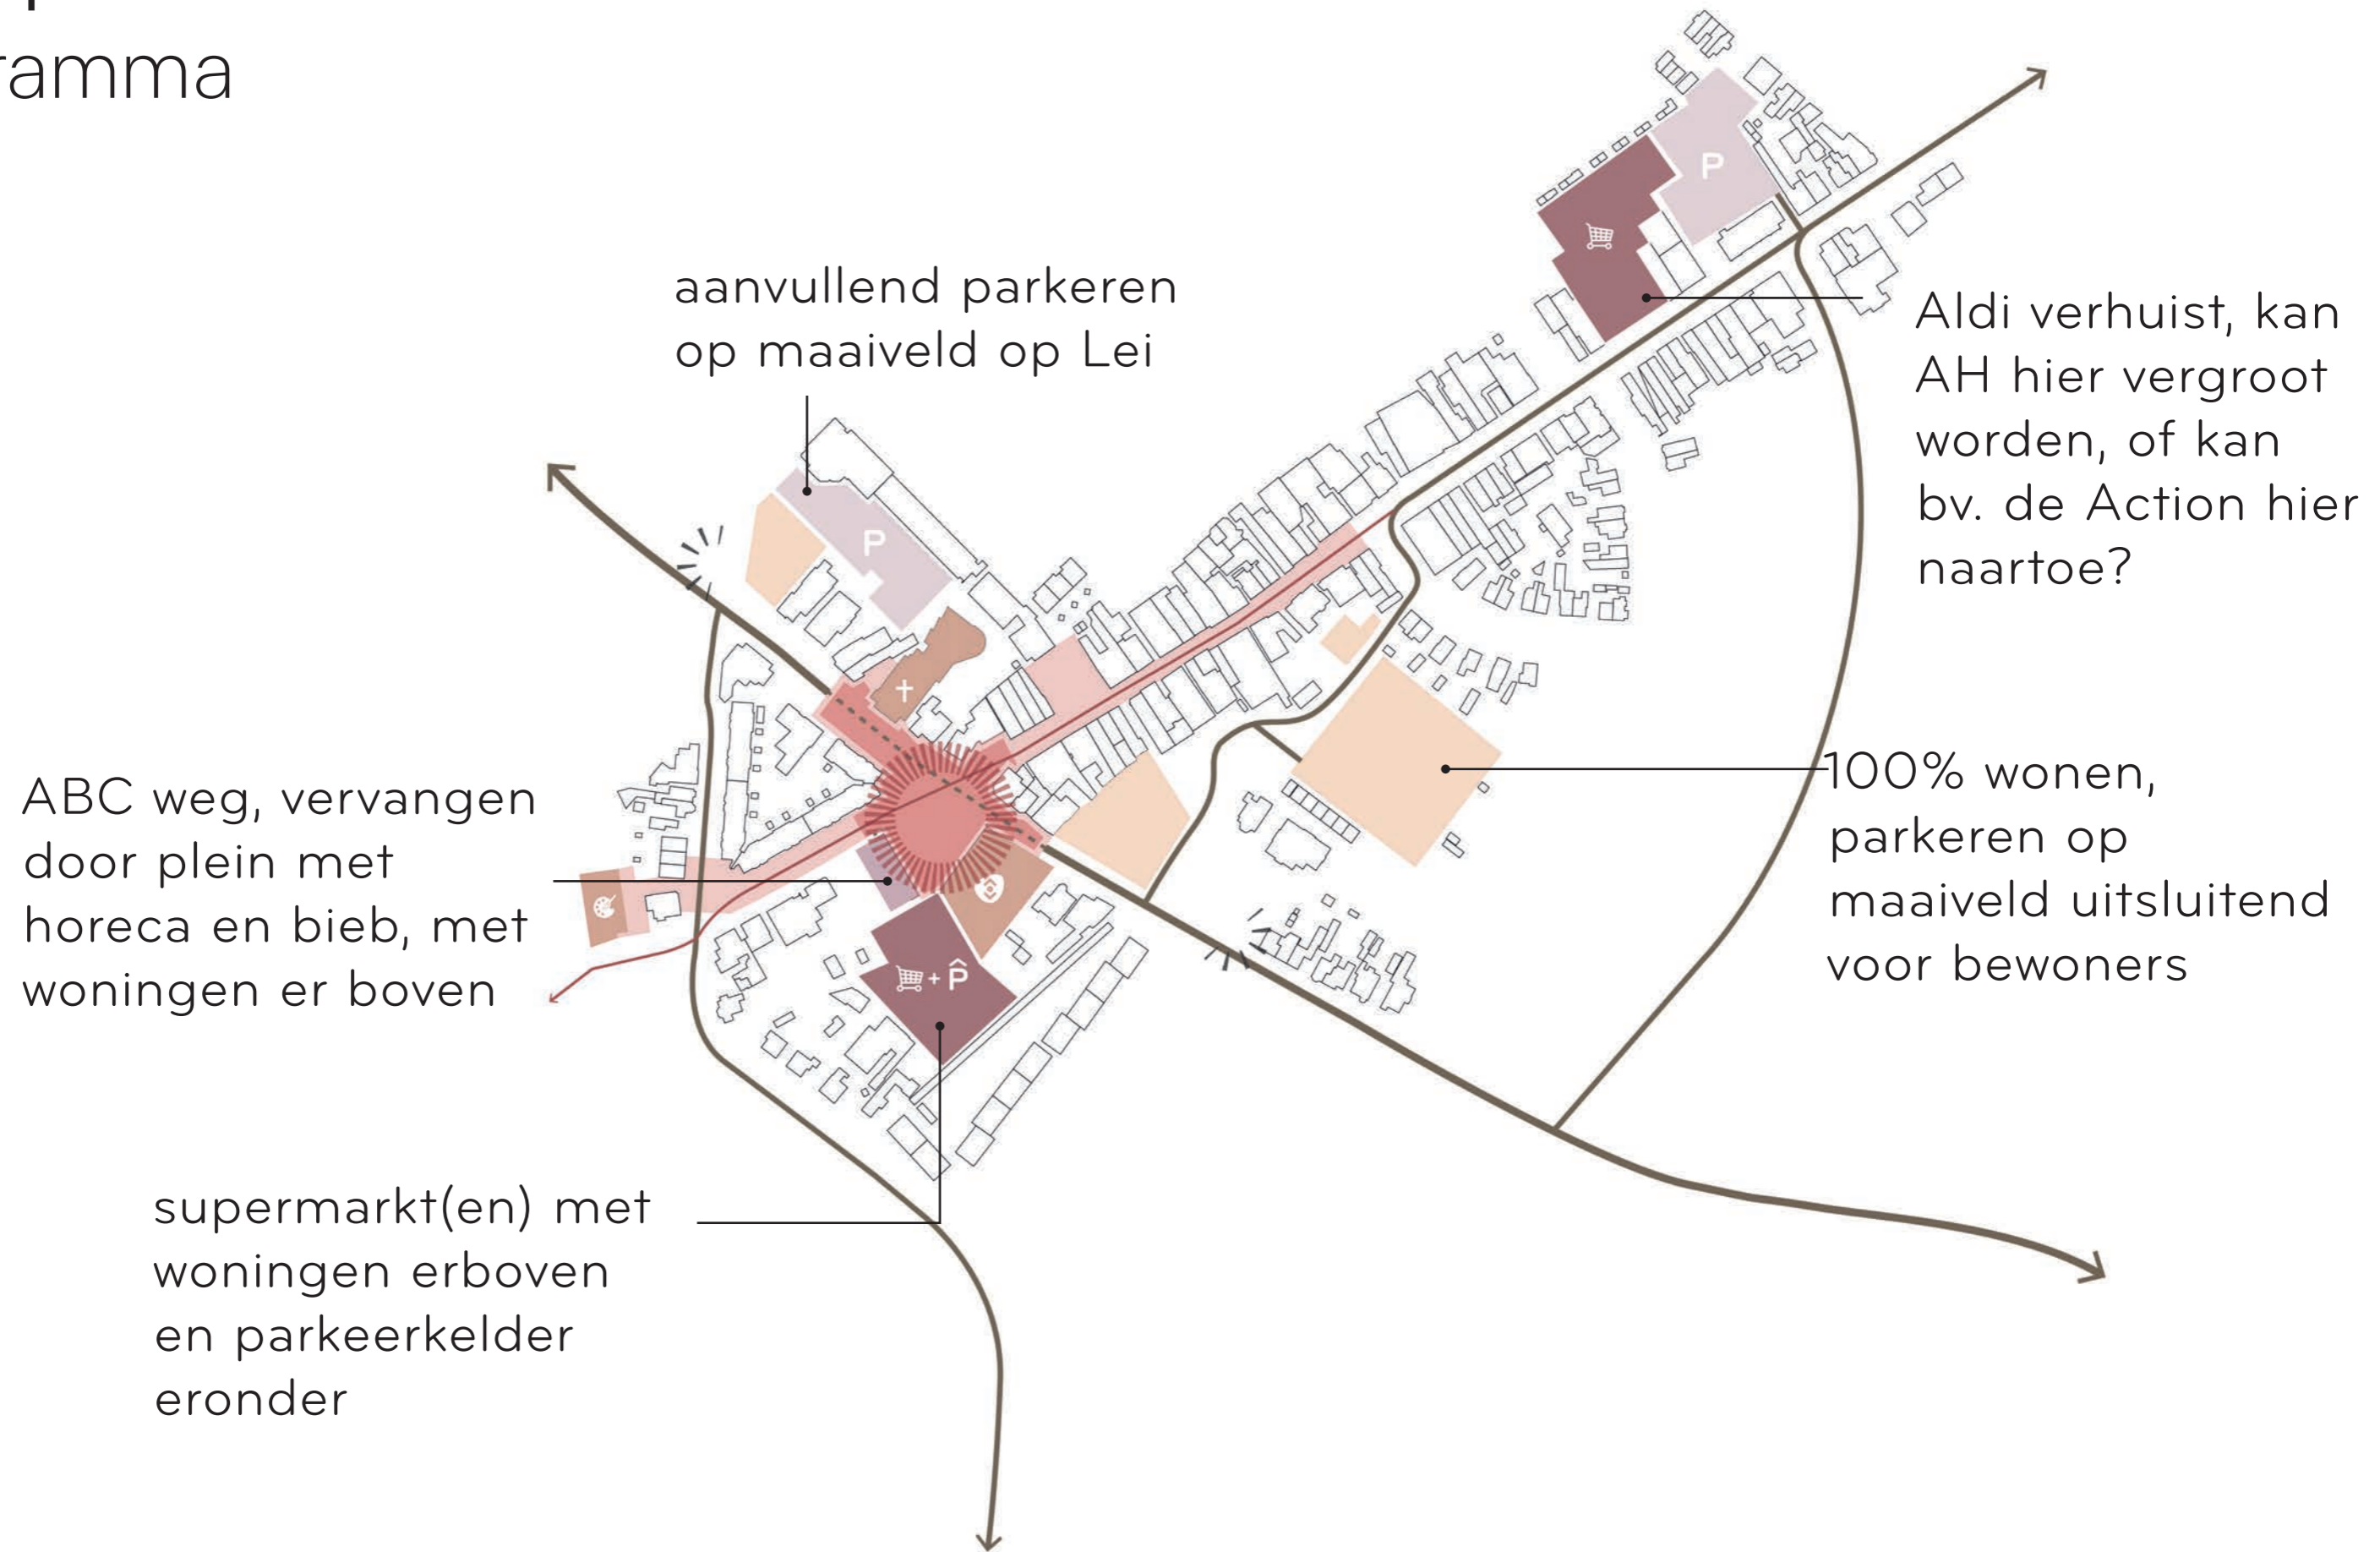 ramma
aanvullend parkeren
op maaiveld op Lei
Aldi verhuist, kan
AH hier vergroot
worden, of kan
bv. de Action hier
naartoe?
P
P
ABC weg, vervangen
door plein met
horeca en bieb, met
woningen er boven
100% wonen,
parkeren op
maaiveld uitsluitend
voor bewoners
+ P
supermarkt(en) met
woningen erboven
en parkeerkelder
eronder